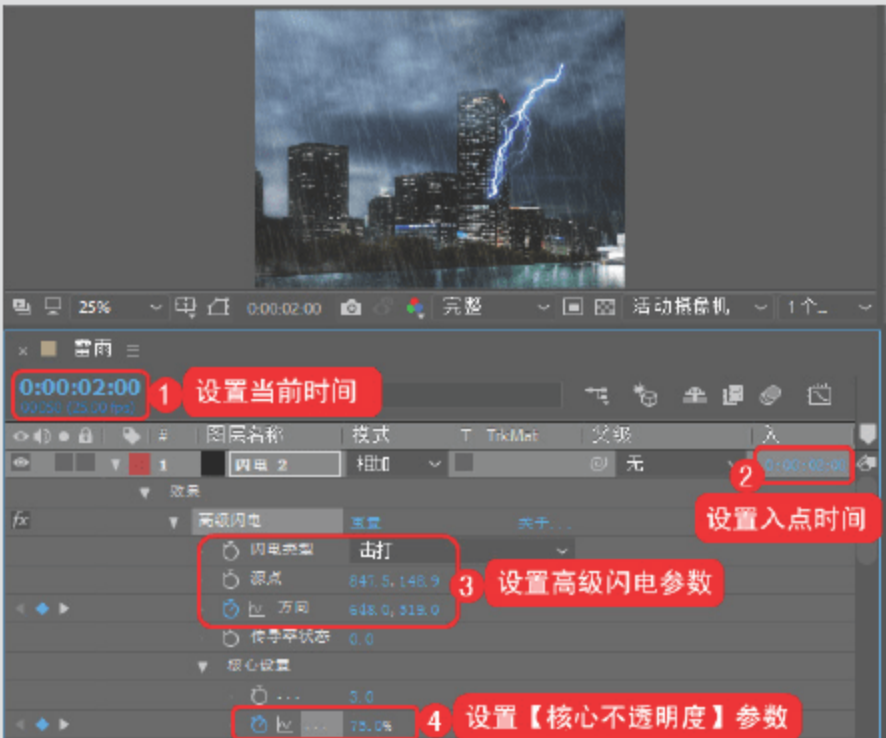 25% 0:00:02:00 完整 活动摄像机 1个...
× 雷雨
0:00:02:00 1 设置当前时间
# 图层名称 模式 T TrkMat 父级 入
1 闪电 2 相加 无 0:00:02:00
2
设置入点时间
效果
fx 高级闪电 重置 关于...
闪电类型 击打
源点 847.5,148.9
3 设置高级闪电参数
方向 648.0,519.0
传导率状态 0.0
核心设置
... 3.0
... 75.0% 4 设置【核心不透明度】参数